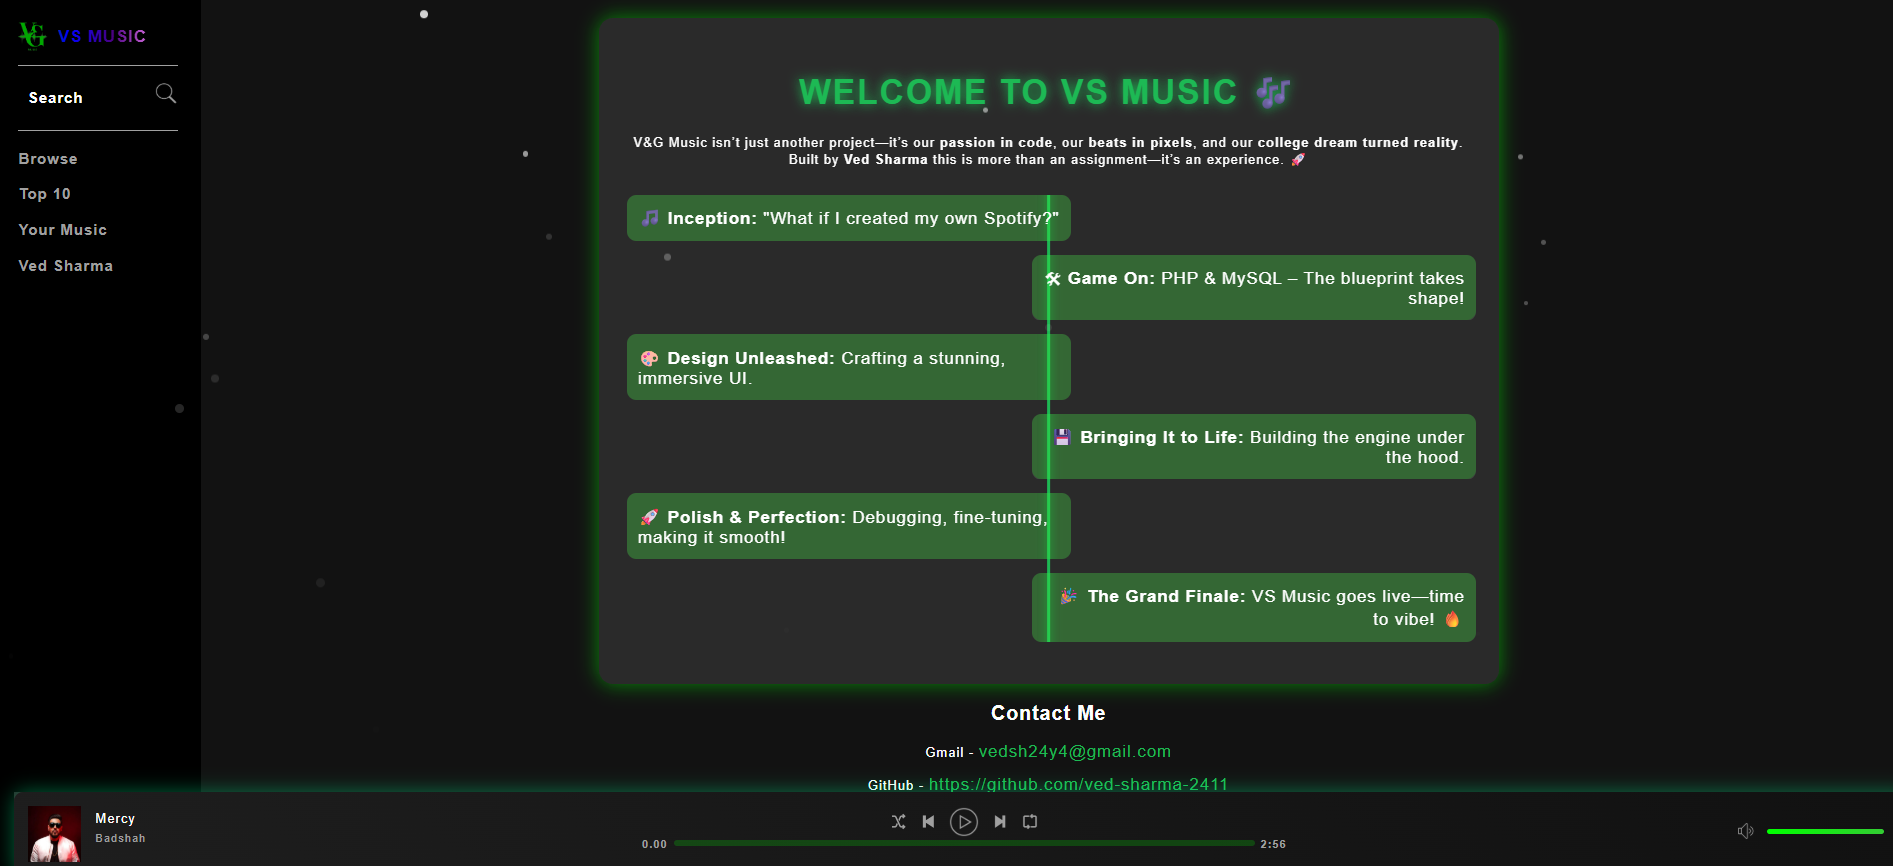 VS MUSIC
Search
Browse
Top 10
Your Music
Ved Sharma
WELCOME TO VS MUSIC 🎶
V&G Music isn't just another project—it's our passion in code, our beats in pixels, and our college dream turned reality.
Built by Ved Sharma this is more than an assignment—it's an experience. 🚀
🎵 Inception: "What if I created my own Spotify?"
🛠 Game On: PHP & MySQL – The blueprint takes
shape!
🎨 Design Unleashed: Crafting a stunning,
immersive UI.
💾 Bringing It to Life: Building the engine under
the hood.
🚀 Polish & Perfection: Debugging, fine-tuning,
making it smooth!
🎉 The Grand Finale: VS Music goes live—time
to vibe! 🔥
Contact Me
Gmail - vedsh24y4@gmail.com
GitHub - https://github.com/ved-sharma-2411
Mercy
Badshah
0.00
2:56